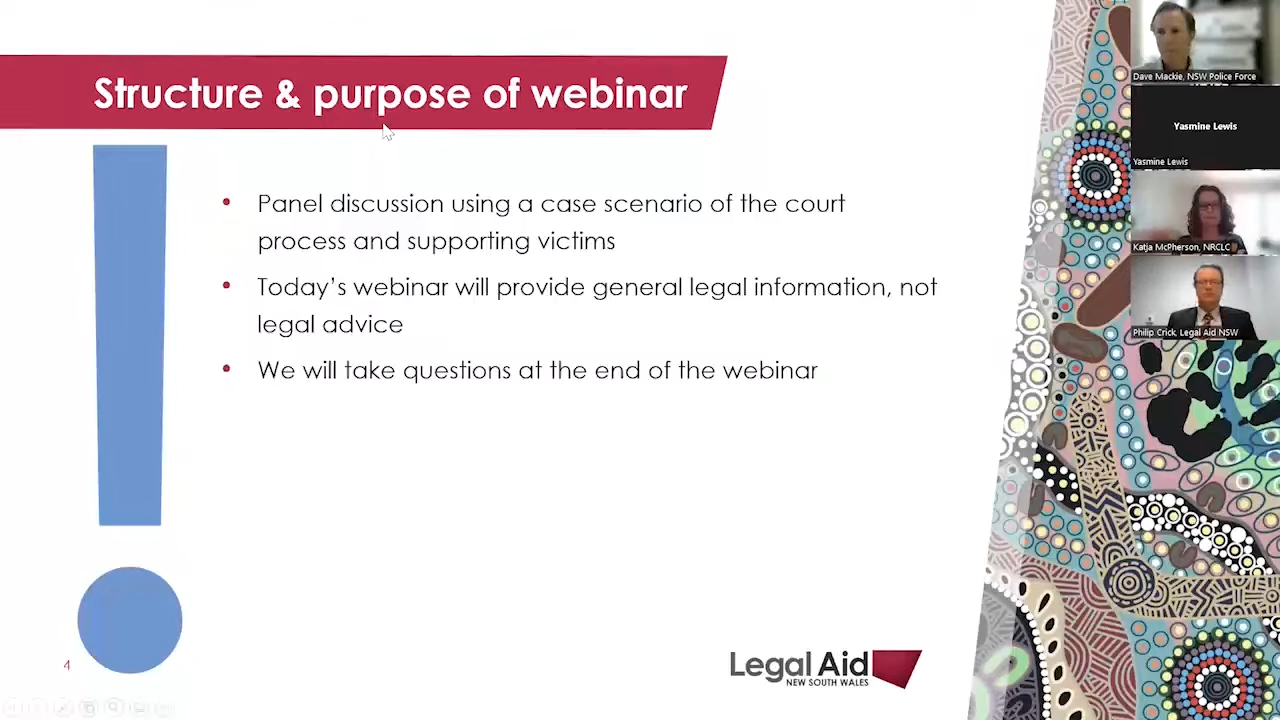 Structure & purpose of webinar
• Panel discussion using a case scenario of the court
process and supporting victims
• Today's webinar will provide general legal information, not
legal advice
• We will take questions at the end of the webinar
4
Legal Aid
NEW SOUTH WALES
Dave Mackie, NSW Police Force
Yasmine Lewis
Yasmine Lewis
Katja McPherson, NRCLC
Philip Crick, Legal Aid NSW